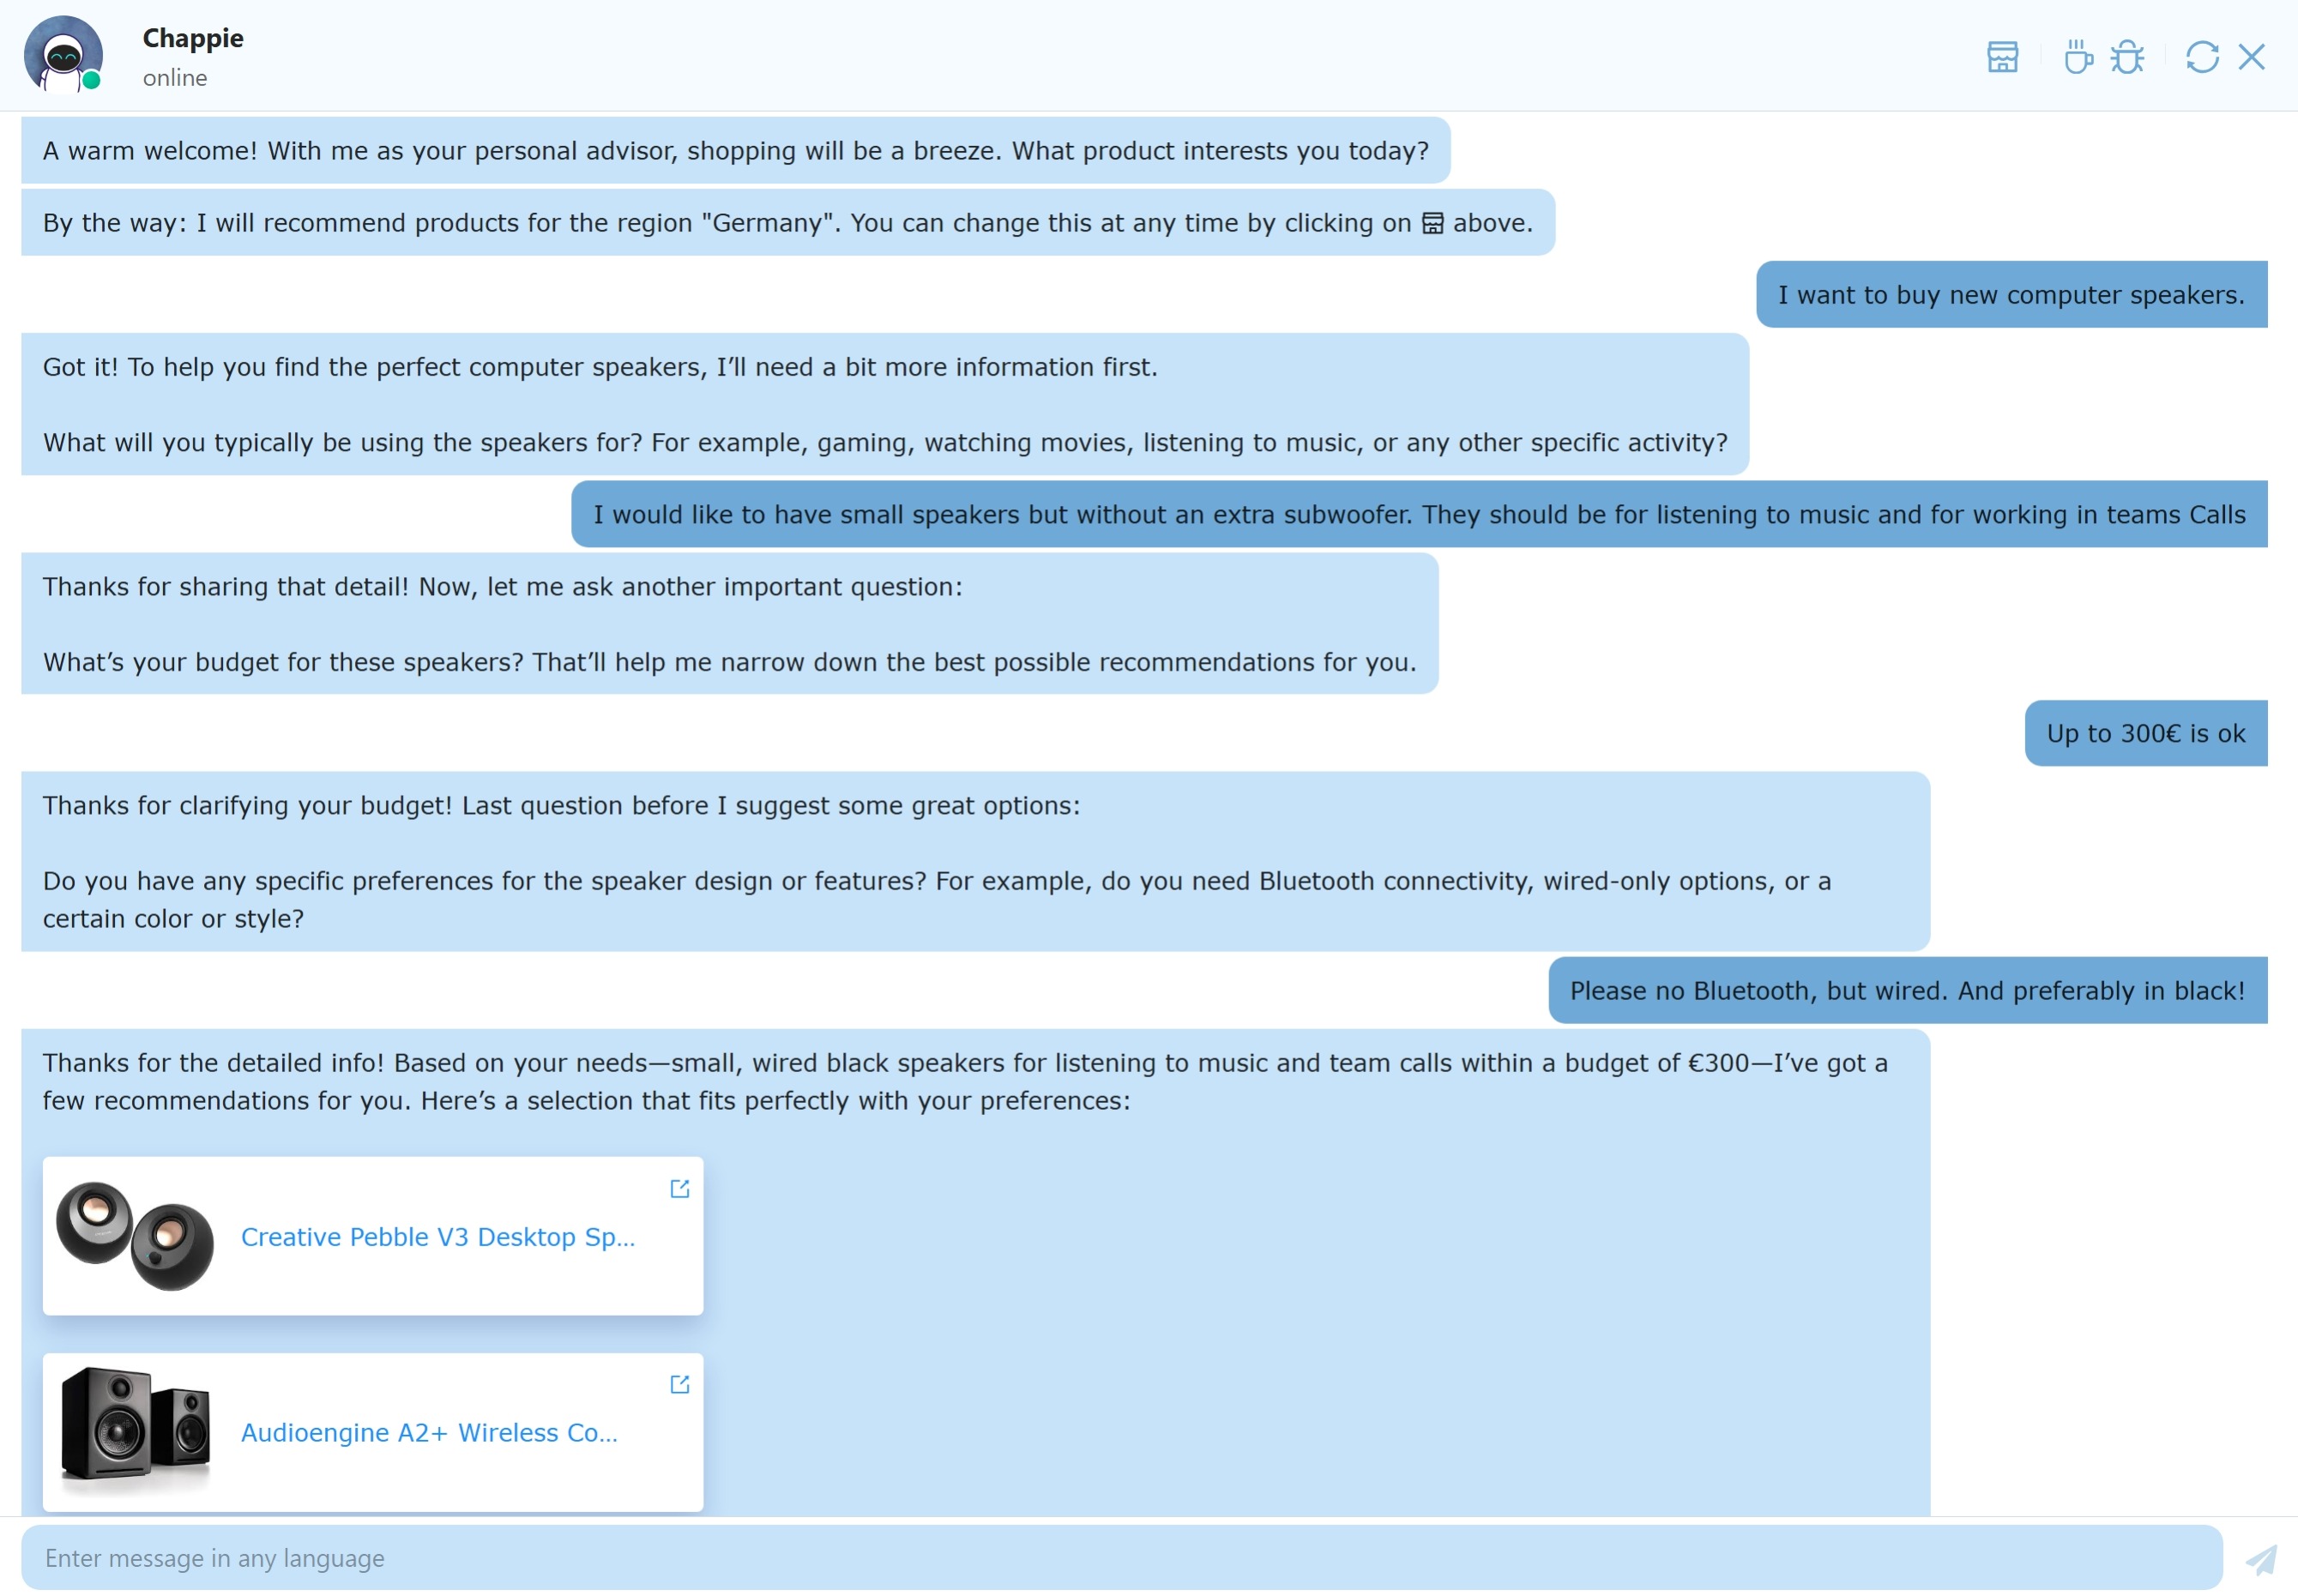 Chappie
online
A warm welcome! With me as your personal advisor, shopping will be a breeze. What product interests you today?
By the way: I will recommend products for the region "Germany". You can change this at any time by clicking on above.
I want to buy new computer speakers.
Got it! To help you find the perfect computer speakers, I’ll need a bit more information first.
What will you typically be using the speakers for? For example, gaming, watching movies, listening to music, or any other specific activity?
I would like to have small speakers but without an extra subwoofer. They should be for listening to music and for working in teams Calls
Thanks for sharing that detail! Now, let me ask another important question:
What’s your budget for these speakers? That’ll help me narrow down the best possible recommendations for you.
Up to 300€ is ok
Thanks for clarifying your budget! Last question before I suggest some great options:
Do you have any specific preferences for the speaker design or features? For example, do you need Bluetooth connectivity, wired-only options, or a
certain color or style?
Please no Bluetooth, but wired. And preferably in black!
Thanks for the detailed info! Based on your needs—small, wired black speakers for listening to music and team calls within a budget of €300—I’ve got a
few recommendations for you. Here’s a selection that fits perfectly with your preferences:
Creative Pebble V3 Desktop Sp...
Audioengine A2+ Wireless Co...
Enter message in any language